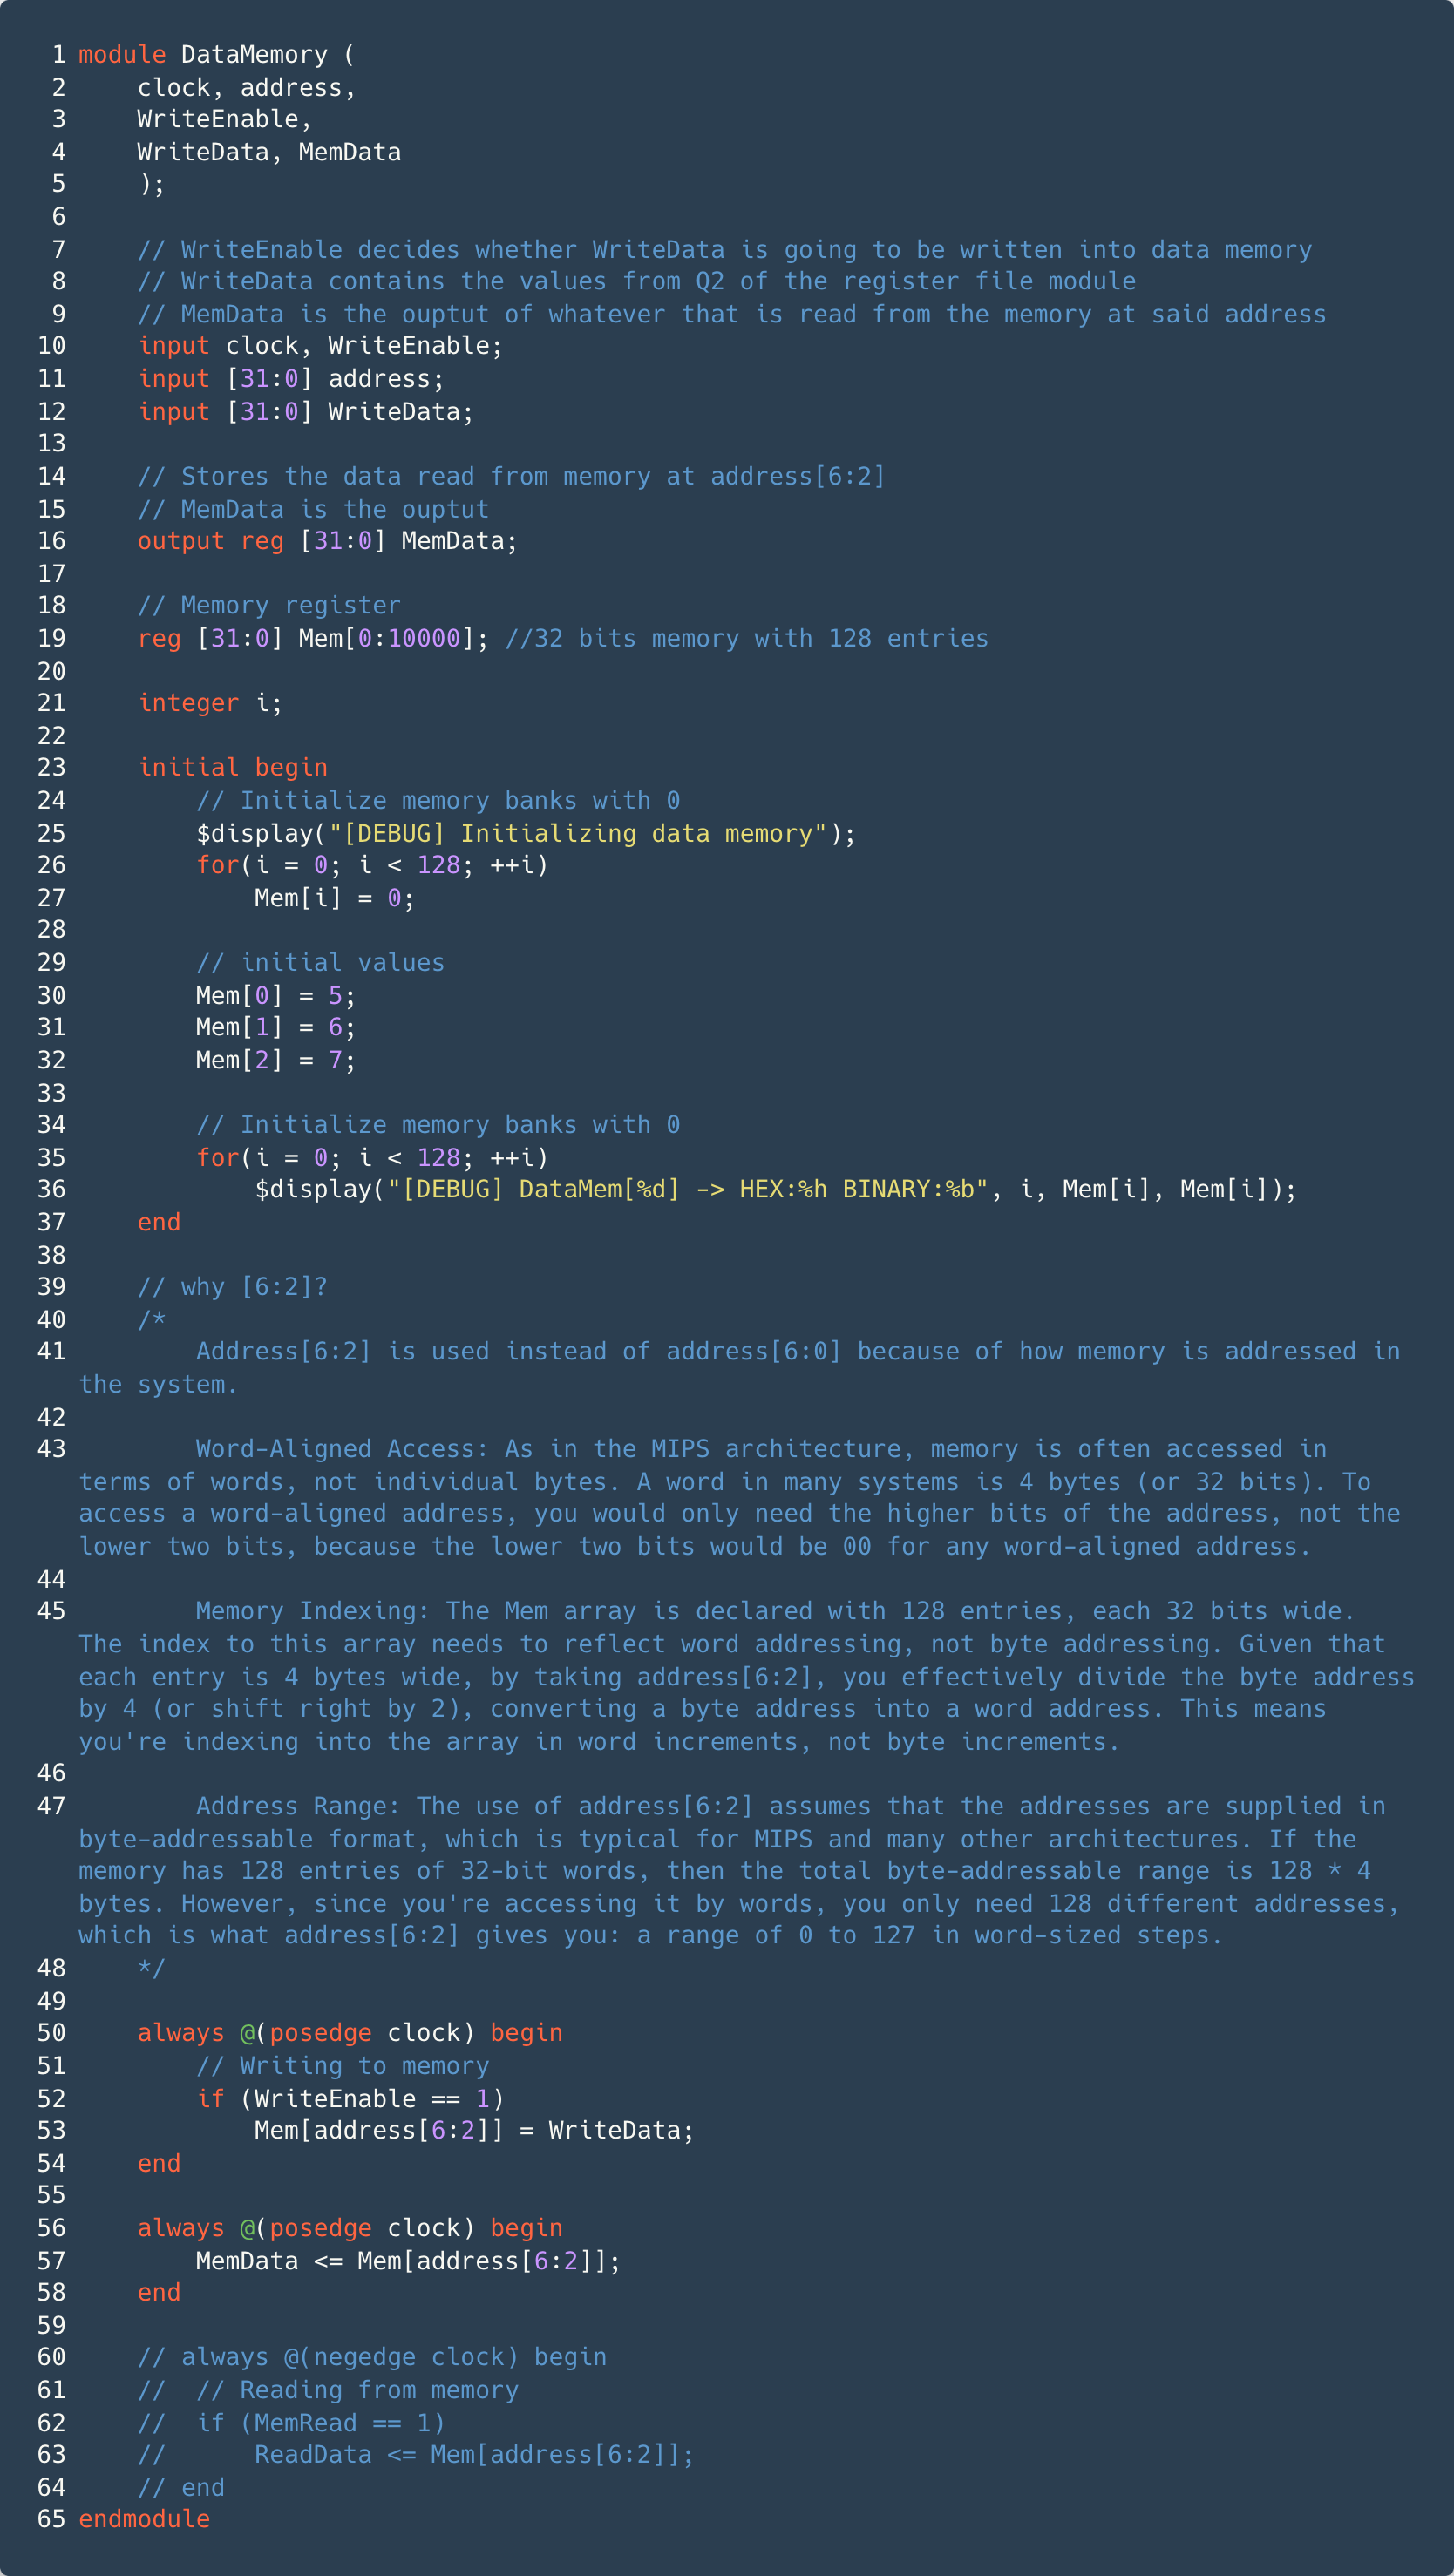 1 module DataMemory (
2     clock, address,
3     WriteEnable,
4     WriteData, MemData
5     );
6
7     // WriteEnable decides whether WriteData is going to be written into data memory
8     // WriteData contains the values from Q2 of the register file module
9     // MemData is the ouptut of whatever that is read from the memory at said address
10     input clock, WriteEnable;
11     input [31:0] address;
12     input [31:0] WriteData;
13
14     // Stores the data read from memory at address[6:2]
15     // MemData is the ouptut
16     output reg [31:0] MemData;
17
18     // Memory register
19     reg [31:0] Mem[0:10000]; //32 bits memory with 128 entries
20
21     integer i;
22
23     initial begin
24         // Initialize memory banks with 0
25         $display("[DEBUG] Initializing data memory");
26         for(i = 0; i < 128; ++i)
27             Mem[i] = 0;
28
29         // initial values
30         Mem[0] = 5;
31         Mem[1] = 6;
32         Mem[2] = 7;
33
34         // Initialize memory banks with 0
35         for(i = 0; i < 128; ++i)
36             $display("[DEBUG] DataMem[%d] -> HEX:%h BINARY:%b", i, Mem[i], Mem[i]);
37     end
38
39     // why [6:2]?
40     /*
41         Address[6:2] is used instead of address[6:0] because of how memory is addressed in
the system.
42
43         Word-Aligned Access: As in the MIPS architecture, memory is often accessed in
terms of words, not individual bytes. A word in many systems is 4 bytes (or 32 bits). To
access a word-aligned address, you would only need the higher bits of the address, not the
lower two bits, because the lower two bits would be 00 for any word-aligned address.
44
45         Memory Indexing: The Mem array is declared with 128 entries, each 32 bits wide.
The index to this array needs to reflect word addressing, not byte addressing. Given that
each entry is 4 bytes wide, by taking address[6:2], you effectively divide the byte address
by 4 (or shift right by 2), converting a byte address into a word address. This means
you're indexing into the array in word increments, not byte increments.
46
47         Address Range: The use of address[6:2] assumes that the addresses are supplied in
byte-addressable format, which is typical for MIPS and many other architectures. If the
memory has 128 entries of 32-bit words, then the total byte-addressable range is 128 * 4
bytes. However, since you're accessing it by words, you only need 128 different addresses,
which is what address[6:2] gives you: a range of 0 to 127 in word-sized steps.
48     */
49
50     always @(posedge clock) begin
51         // Writing to memory
52         if (WriteEnable == 1)
53             Mem[address[6:2]] = WriteData;
54     end
55
56     always @(posedge clock) begin
57         MemData <= Mem[address[6:2]];
58     end
59
60     // always @(negedge clock) begin
61     //  // Reading from memory
62     //  if (MemRead == 1)
63     //      ReadData <= Mem[address[6:2]];
64     // end
65 endmodule